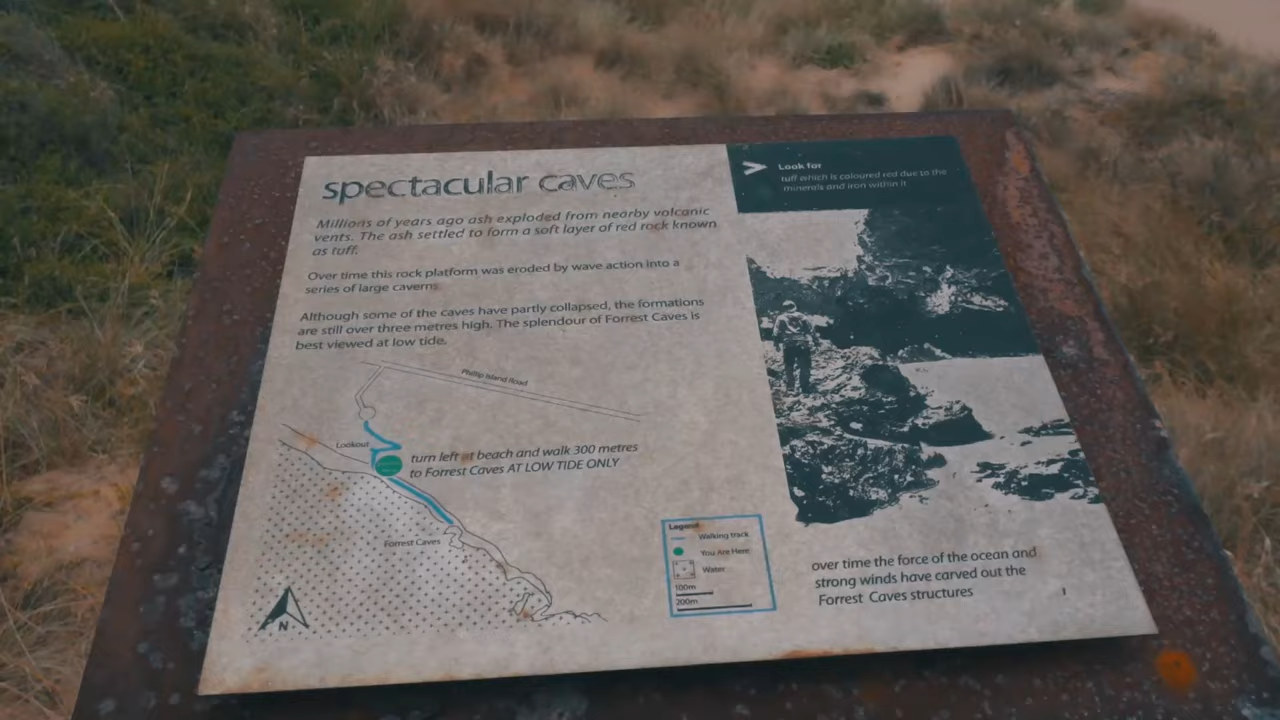 spectacular caves
Millions of years ago ash exploded from nearby volcanic
vents. The ash settled to form a soft layer of red rock known
as tuff.
Over time this rock platform was eroded by wave action into a
series of large caverns
Although some of the caves have partly collapsed, the formations
are still over three metres high. The splendour of Forrest Caves is
best viewed at low tide.
Phillip Island Road
Lookout
turn left at beach and walk 300 metres
to Forrest Caves AT LOW TIDE ONLY
Forrest Caves
N
Legend
Walking track
You Are Here
Water
100m
200m
Look for
tuff which is coloured red due to the
minerals and iron within it
over time the force of the ocean and
strong winds have carved out the
Forrest Caves structures